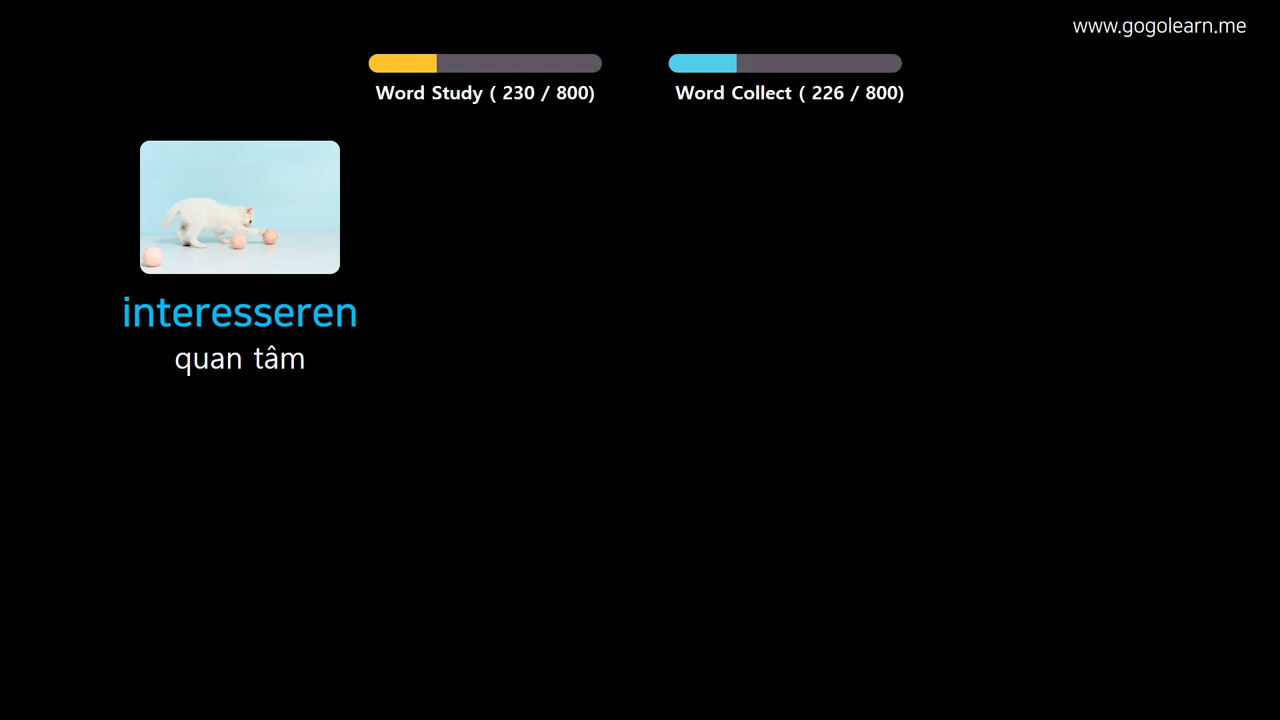 www.gogolearn.me
Word Study ( 230 / 800)
Word Collect ( 226 / 800)
interesseren
quan tâm